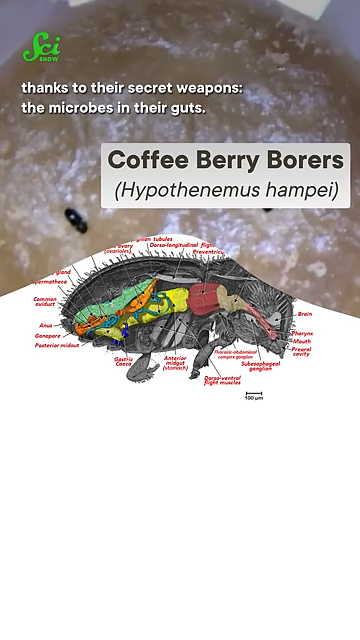 Sci
SHOW
thanks to their secret weapons:
the microbes in their guts.
Coffee Berry Borers
(Hypothenemus hampei)
tubules
ovary
(ovarioles)
Dorso-longitudinal flight
Proventric
gland
Common
oviduct
Anus
Gonopore
Posterior midgut
Gastric
Caeca
Anterior
midgut
(stomach)
Dorso-ventral
flight muscles
Thoracic-abdominal
complex ganglion
Subesophageal
ganglion
Brain
Pharynx
Mouth
Preoral
cavity
100 µm